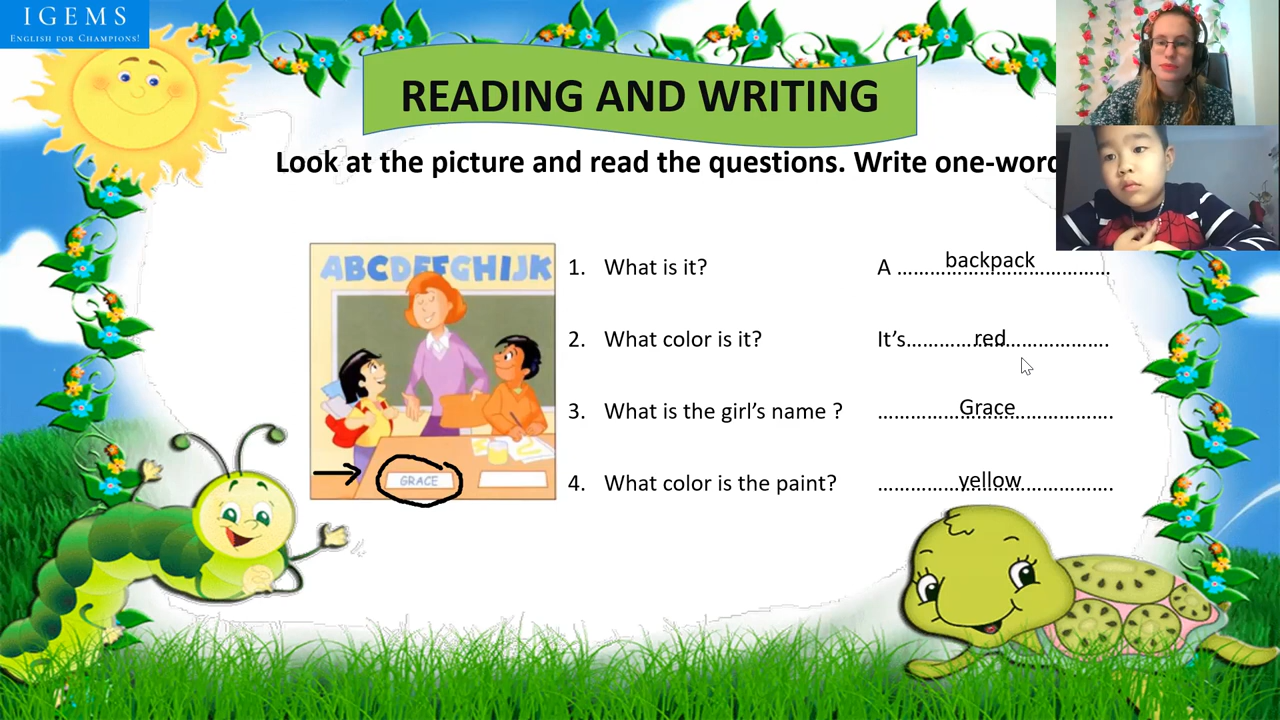 IGEMS
ENGLISH FOR CHAMPIONS!
READING AND WRITING
Look at the picture and read the questions. Write one-word
ABCDEFGHIJK
GRACE
1. What is it? A ……………………………… backpack
2. What color is it? It's……………………………. red
3. What is the girl's name ? …………………………………. Grace
4. What color is the paint? …………………………………. yellow